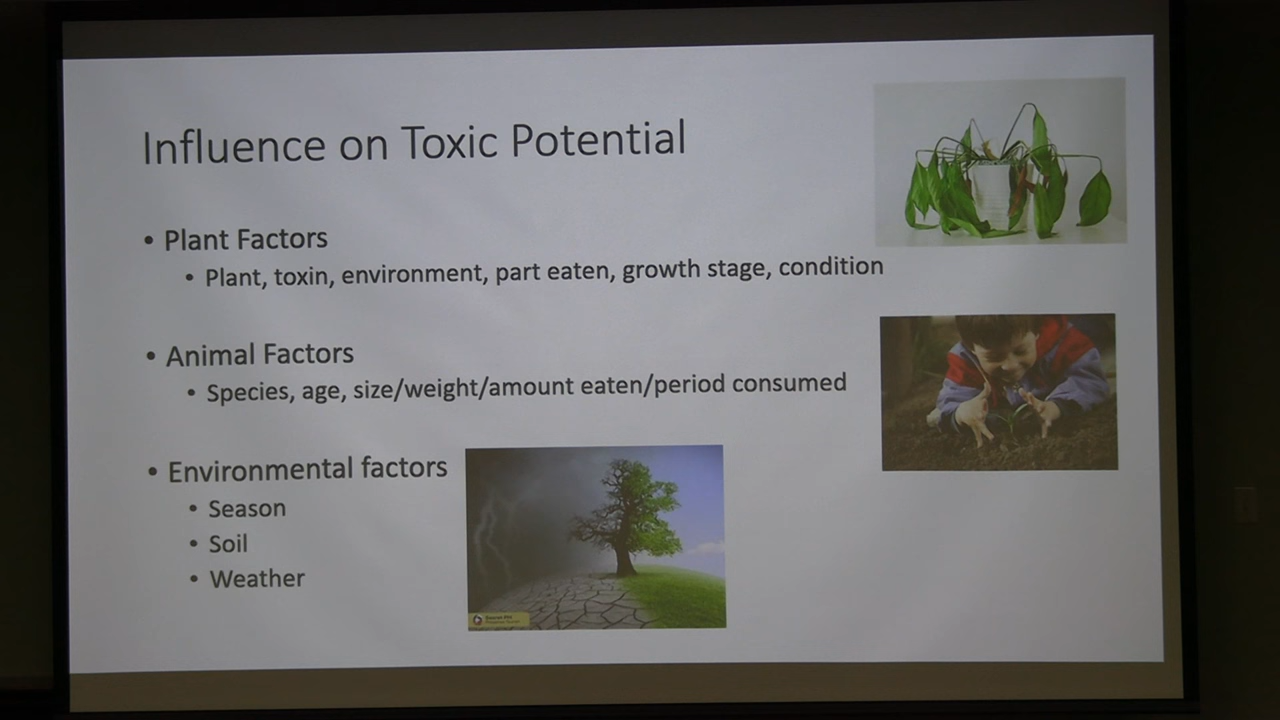 Influence on Toxic Potential
• Plant Factors
• Plant, toxin, environment, part eaten, growth stage, condition
• Animal Factors
• Species, age, size/weight/amount eaten/period consumed
• Environmental factors
• Season
• Soil
• Weather